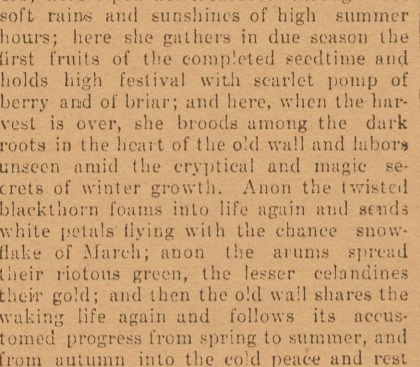 soft rains and sunshines of high summer
hours; here she gathers in due season the
first fruits of the completed seedtime and
holds high festival with scarlet pomp of
berry and of briar; and here, when the har-
vest is over, she broods among the dark
roots in the heart of the old wall and labors
unseen amid the cryptical and magic se-
crets of winter growth. Anon the twisted
blackthorn foams into life again and sends
white petals flying with the chance snow-
flake of March; anon the arums spread
their riotous green, the lesser celandines
their gold; and then the old wall shares the
waking life again and follows its accus-
tomed progress from spring to summer, and
from autumn into the cold peace and rest